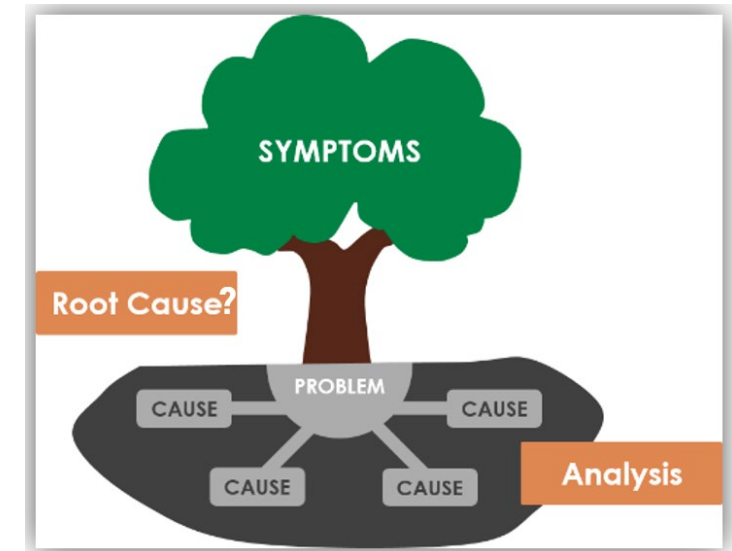 SYMPTOMS
Root Cause?
PROBLEM
CAUSE
CAUSE
CAUSE
CAUSE
Analysis